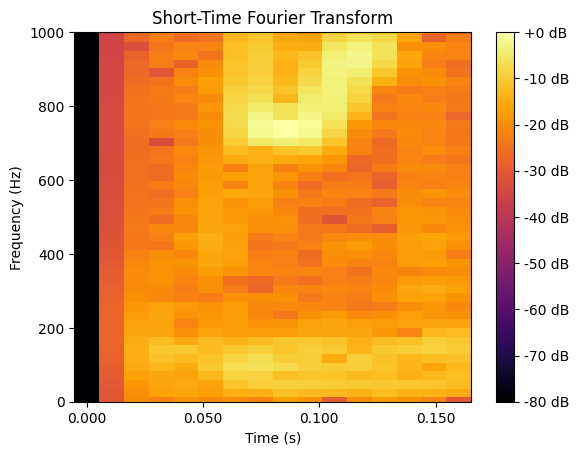 Short-Time Fourier Transform
1000
800
600
400
200
0
Frequency (Hz)
0.000
0.050
0.100
0.150
Time (s)
+0 dB
-10 dB
-20 dB
-30 dB
-40 dB
-50 dB
-60 dB
-70 dB
-80 dB